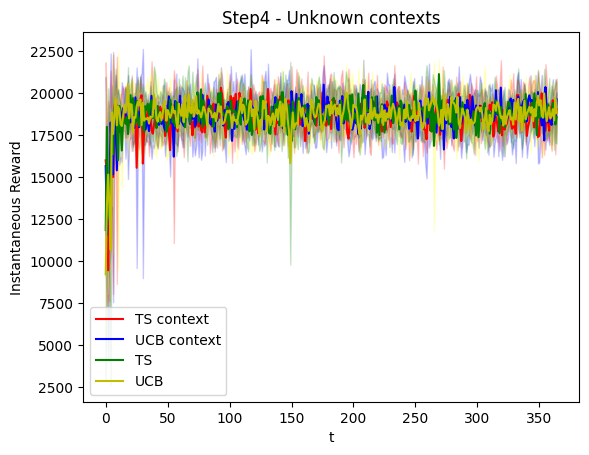 Step4 - Unknown contexts
Instantaneous Reward
22500
20000
17500
15000
12500
10000
7500
5000
2500
TS context
UCB context
TS
UCB
0
50
100
150
200
250
300
350
t